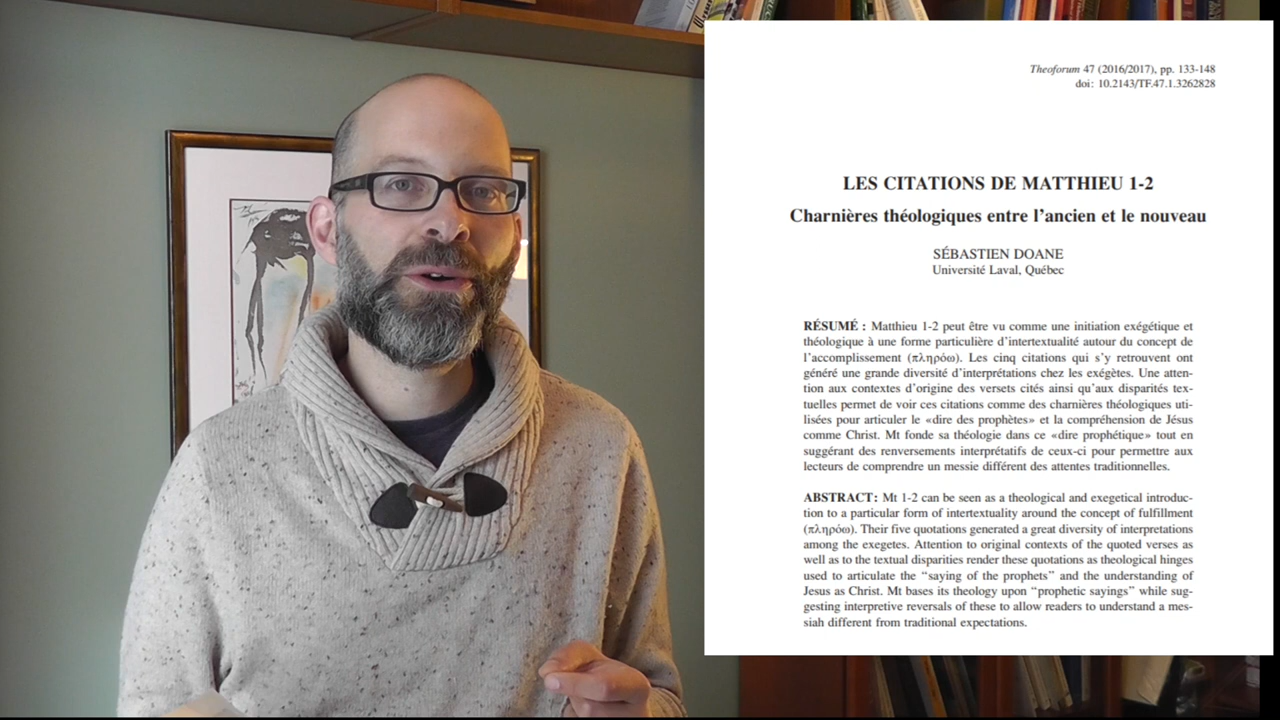 Theoforum 47 (2016/2017), pp. 133-148
doi: 10.2143/TF.47.1.3262828
LES CITATIONS DE MATTHIEU 1-2
Charnières théologiques entre l’ancien et le nouveau
SÉBASTIEN DOANE
Université Laval, Québec
RÉSUMÉ : Matthieu 1-2 peut être vu comme une initiation exégétique et
théologique à une forme particulière d’intertextualité autour du concept de
l’accomplissement (πληρόω). Les cinq citations qui s’y retrouvent ont
généré une grande diversité d’interprétations chez les exégètes. Une atten-
tion aux contextes d’origine des versets cités ainsi qu’aux disparités tex-
tuelles permet de voir ces citations comme des charnières théologiques uti-
lisées pour articuler le «dire des prophètes» et la compréhension de Jésus
comme Christ. Mt fonde sa théologie dans ce «dire prophétique» tout en
suggérant des renversements interprétatifs de ceux-ci pour permettre aux
lecteurs de comprendre un messie différent des attentes traditionnelles.
ABSTRACT: Mt 1-2 can be seen as a theological and exegetical introduc-
tion to a particular form of intertextuality around the concept of fulfillment
(πληρόω). Their five quotations generated a great diversity of interpretations
among the exegetes. Attention to original contexts of the quoted verses as
well as to the textual disparities render these quotations as theological hinges
used to articulate the “saying of the prophets” and the understanding of
Jesus as Christ. Mt bases its theology upon “prophetic sayings” while sug-
gesting interpretive reversals of these to allow readers to understand a mes-
siah different from traditional expectations.